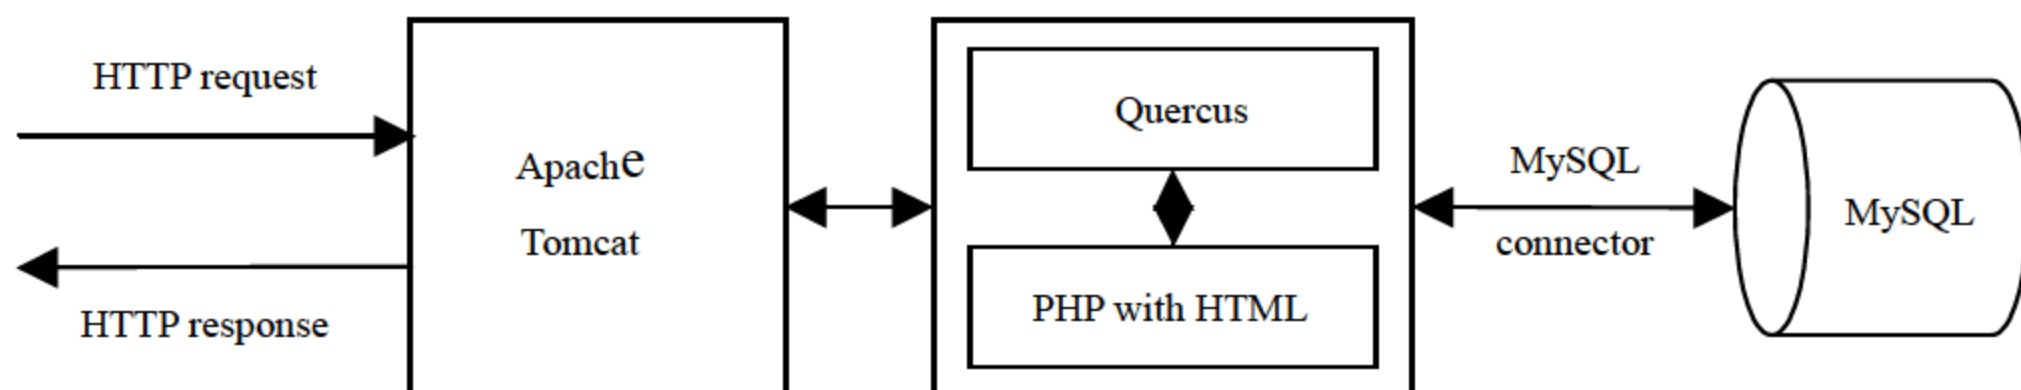 HTTP request
HTTP response
Apache
Tomcat
Quercus
PHP with HTML
MySQL
connector
MySQL